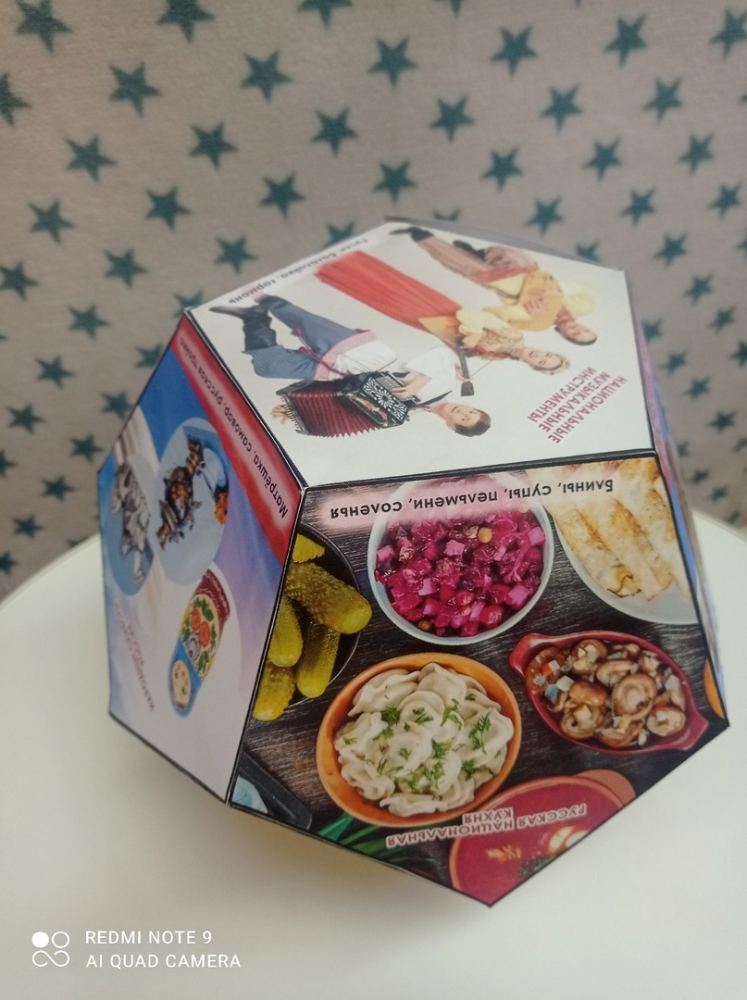 Гусли, балалайка, гармонь
НАЦИОНАЛЬНЫЕ
МУЗЫКАЛЬНЫЕ
ИНСТРУМЕНТЫ
Матрёшка, самовар, русская
Блины, супы, пельмени, соленья
РУССКАЯ НАЦИОНАЛЬНАЯ
КУХНЯ
REDMI NOTE 9
AI QUAD CAMERA